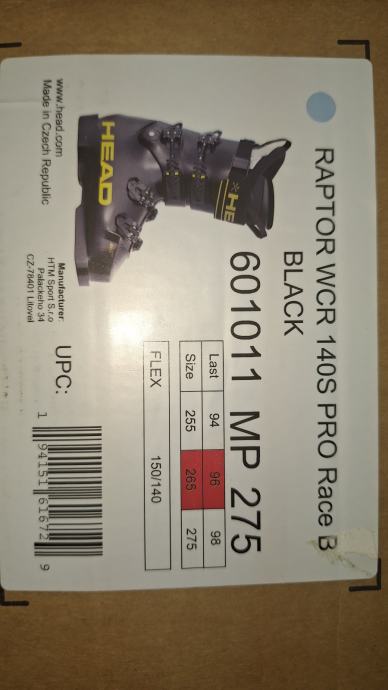 RAPTOR WCR 140S PRO Race B
BLACK
601011 MP 275
HEAD
HE
Last 94 96 98
Size 255 265 275
FLEX 150/140
www.head.com
Made in Czech Republic
Manufacturer:
HTM Sport S.r.o
Palackeho 34
CZ-78401 Litovel
UPC:
1 94151 61672 9